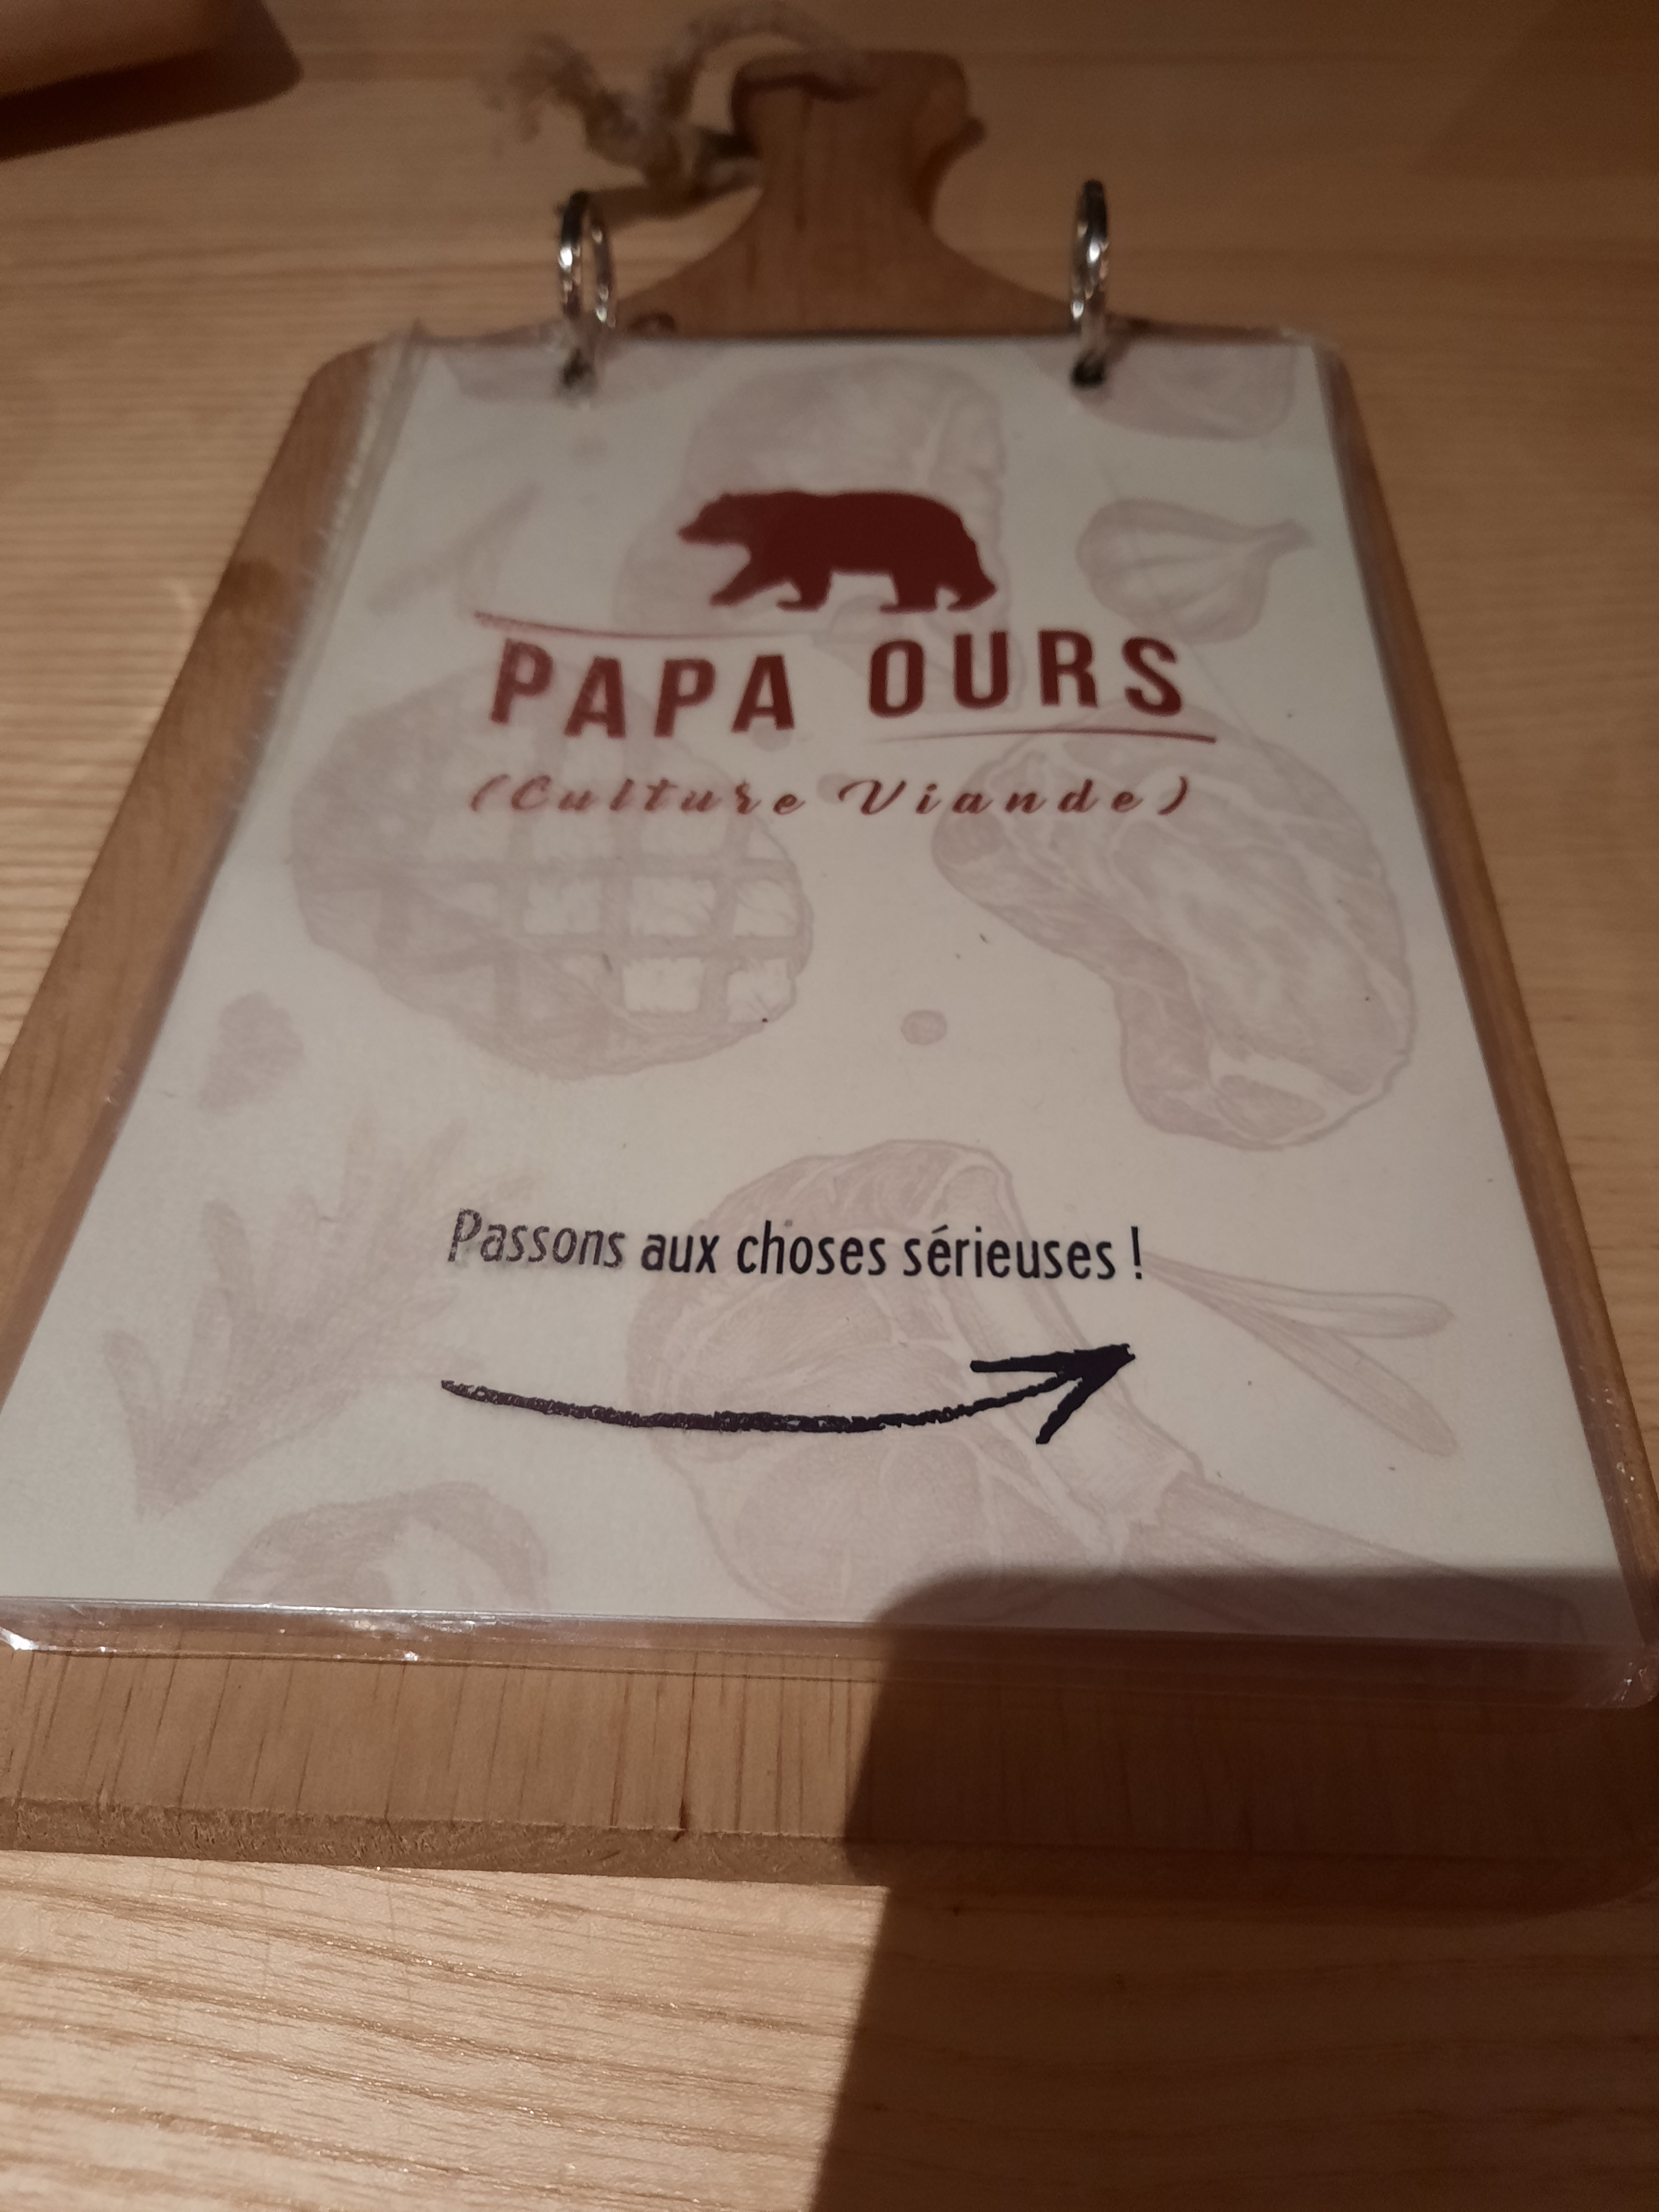 PAPA OURS
(Culture Viande)
Passons aux choses sérieuses !